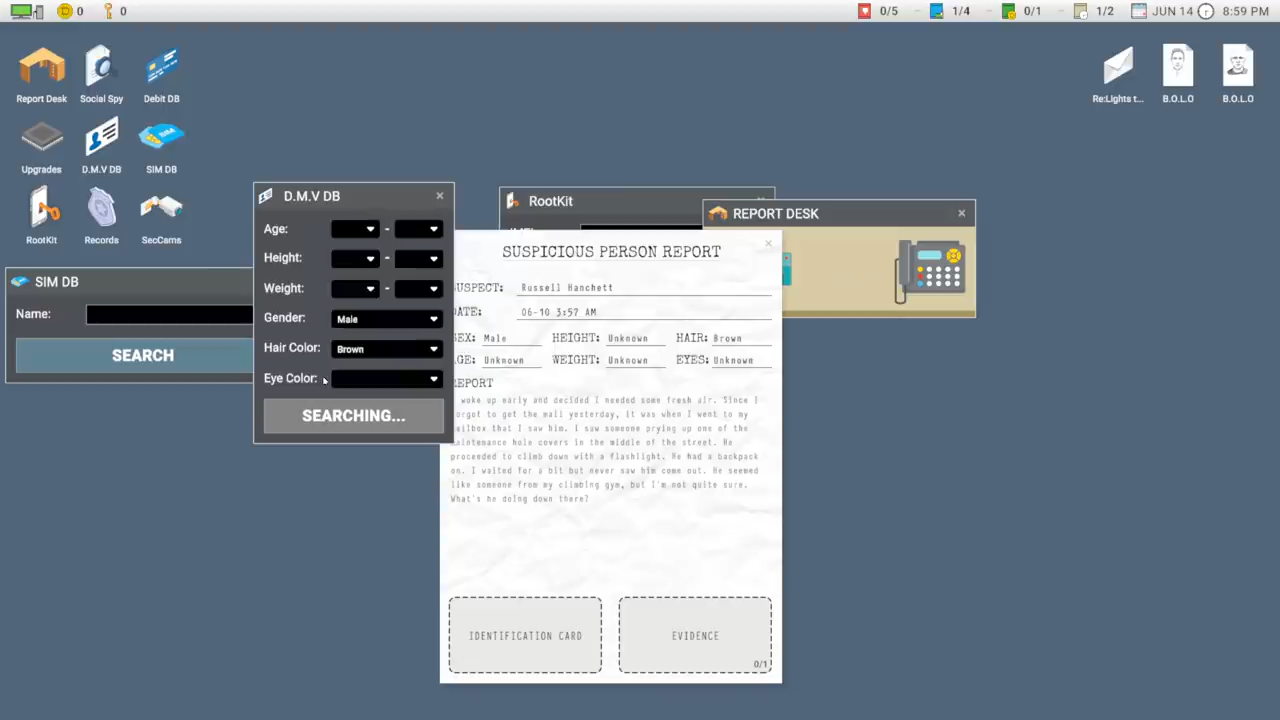 0 0 0/5 1/4 0/1 1/2 JUN 14 8:59 PM
Report Desk Social Spy Debit DB
Re:Lights t... B.O.L.O B.O.L.O
Upgrades D.M.V DB SIM DB
SIM
RootKit Records SecCams
SIM DB
Name:
SEARCH
D.M.V DB ×
Age: -
Height: -
Weight: -
Gender: Male
Hair Color: Brown
Eye Color:
SEARCHING...
RootKit
REPORT DESK ×
SUSPICIOUS PERSON REPORT ×
SUSPECT: Russell Hanchett
DATE: 06-10 3:57 AM
SEX: Male HEIGHT: Unknown HAIR: Brown
AGE: Unknown WEIGHT: Unknown EYES: Unknown
REPORT
woke up early and decided I needed some fresh air. Since I
forgot to get the mail yesterday, it was when I went to my
mailbox that I saw him. I saw someone prying up one of the
maintenance hole covers in the middle of the street. He
proceeded to climb down with a flashlight. He had a backpack
on. I waited for a bit but never saw him come out. He seemed
like someone from my climbing gym, but I'm not quite sure.
What's he doing down there?
IDENTIFICATION CARD
EVIDENCE
0/1